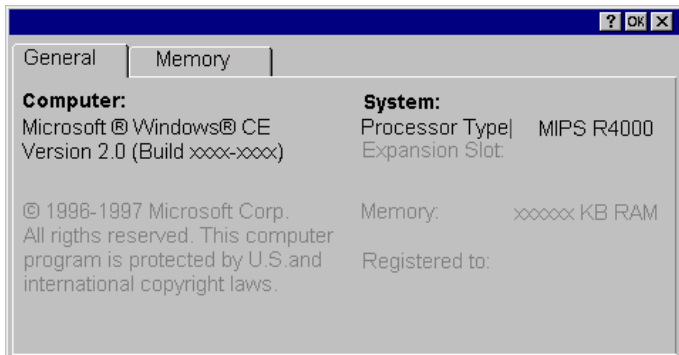 ? OK X
General Memory
Computer:
Microsoft ® Windows® CE
Version 2.0 (Build xxxx-xxxx)
© 1996-1997 Microsoft Corp.
All rigths reserved. This computer
program is protected by U.S.and
international copyright laws.
System:
Processor Type| MIPS R4000
Expansion Slot:
Memory: xxxxxx KB RAM
Registered to: